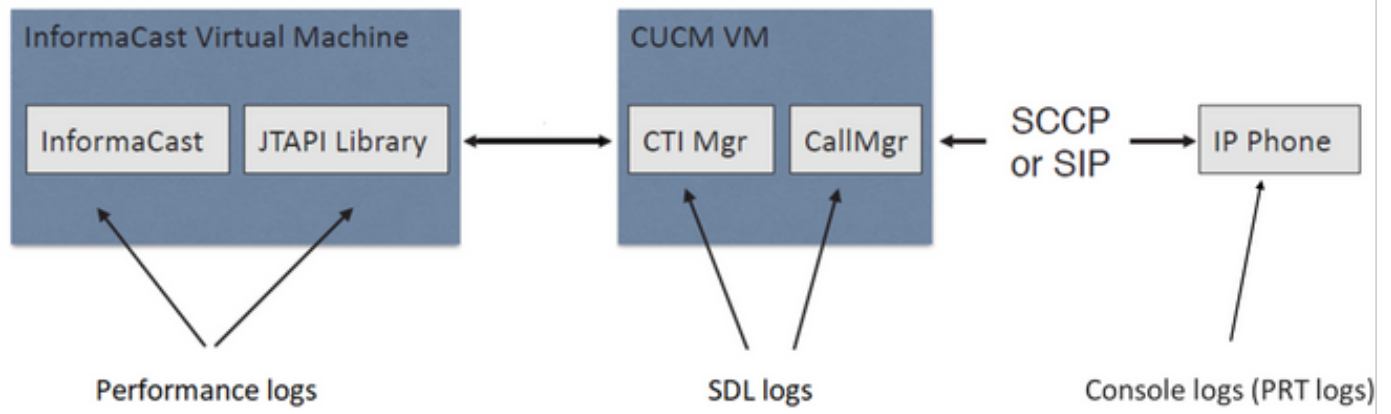 InformaCast Virtual Machine
CUCM VM
InformaCast
JTAPI Library
CTI Mgr
CallMgr
SCCP
or SIP
IP Phone
Performance logs
SDL logs
Console logs (PRT logs)